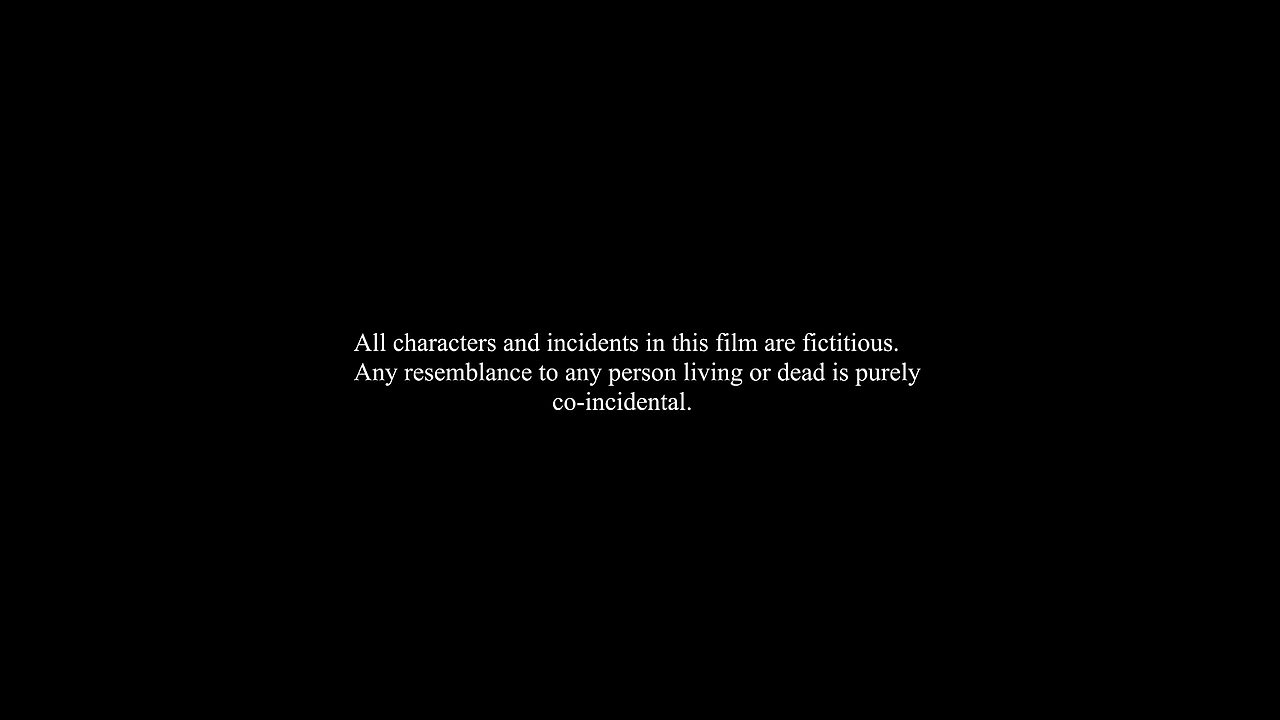 All characters and incidents in this film are fictitious.
Any resemblance to any person living or dead is purely
co-incidental.